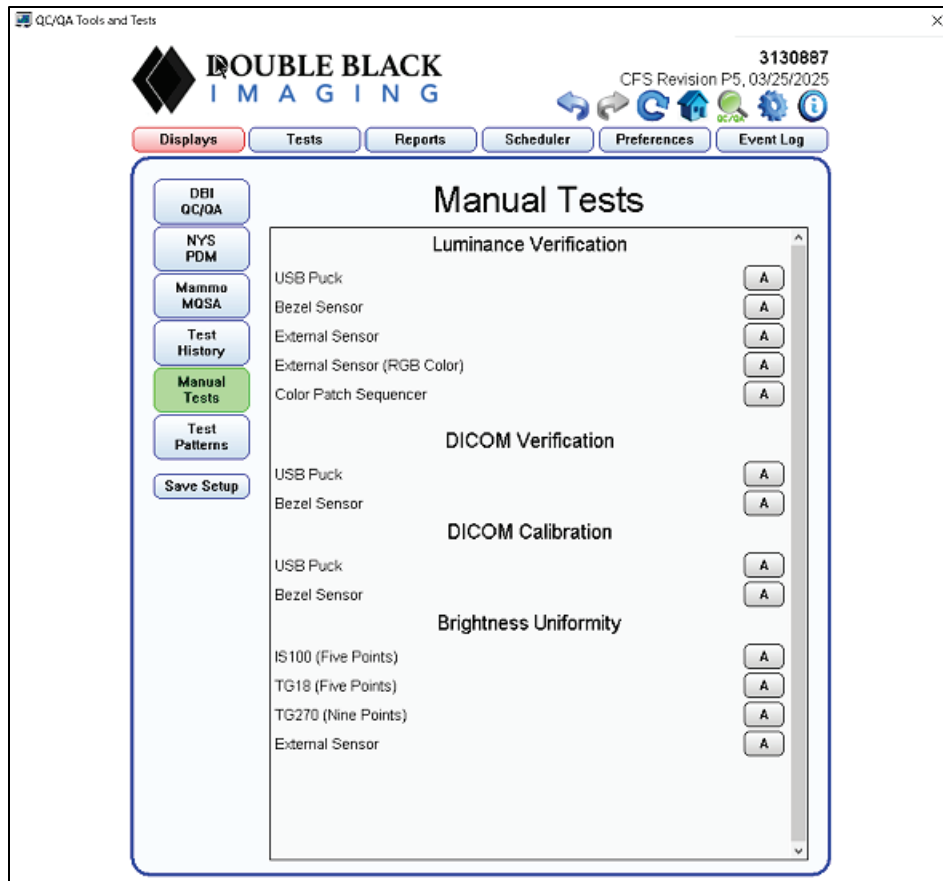 QC/QA Tools and Tests
DOUBLE BLACK
IMAGING
3130887
CFS Revision P5, 03/25/2025
QC/QA
Displays Tests Reports Scheduler Preferences Event Log
DBI
QC/QA
NYS
PDM
Mammo
MQSA
Test
History
Manual
Tests
Test
Patterns
Save Setup
Manual Tests
Luminance Verification
USB Puck A
Bezel Sensor A
External Sensor A
External Sensor (RGB Color) A
Color Patch Sequencer A
DICOM Verification
USB Puck A
Bezel Sensor A
DICOM Calibration
USB Puck A
Bezel Sensor A
Brightness Uniformity
IS100 (Five Points) A
TG18 (Five Points) A
TG270 (Nine Points) A
External Sensor A